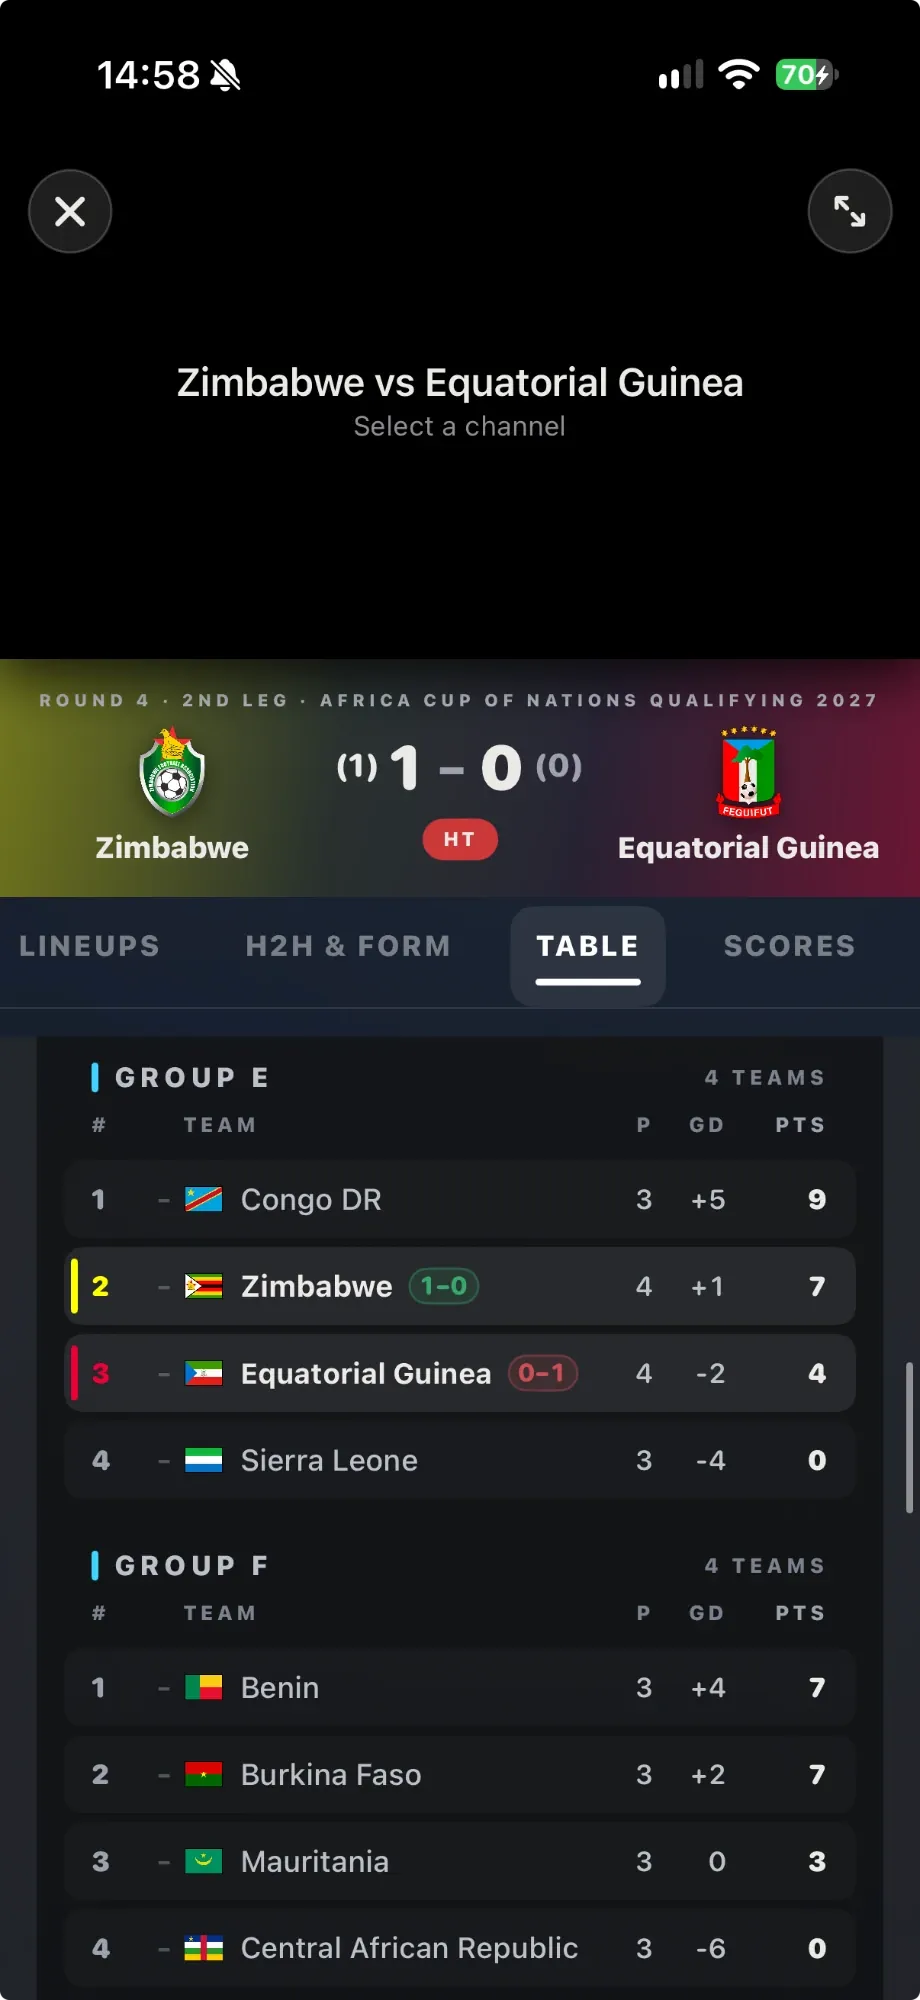 14:58
70
Zimbabwe vs Equatorial Guinea
Select a channel
ROUND 4 · 2ND LEG · AFRICA CUP OF NATIONS QUALIFYING 2027
(1) 1 – 0 (0)
FEGUIFUT
HT
Zimbabwe
Equatorial Guinea
LINEUPS H2H & FORM TABLE SCORES
GROUP E 4 TEAMS
# TEAM P GD PTS
1 – Congo DR 3 +5 9
2 – Zimbabwe 1–0 4 +1 7
3 – Equatorial Guinea 0–1 4 -2 4
4 – Sierra Leone 3 -4 0
GROUP F 4 TEAMS
# TEAM P GD PTS
1 – Benin 3 +4 7
2 – Burkina Faso 3 +2 7
3 – Mauritania 3 0 3
4 – Central African Republic 3 -6 0